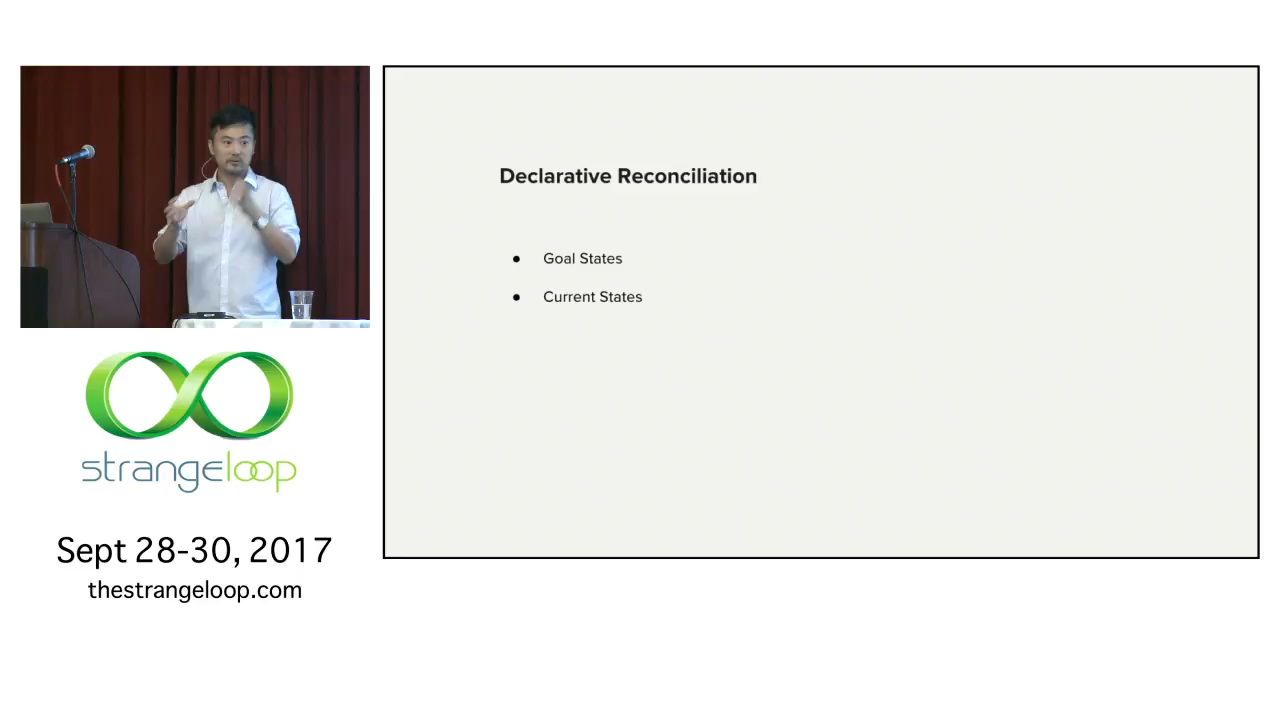 Declarative Reconciliation
● Goal States
● Current States
strangeloop
Sept 28-30, 2017
thestrangeloop.com